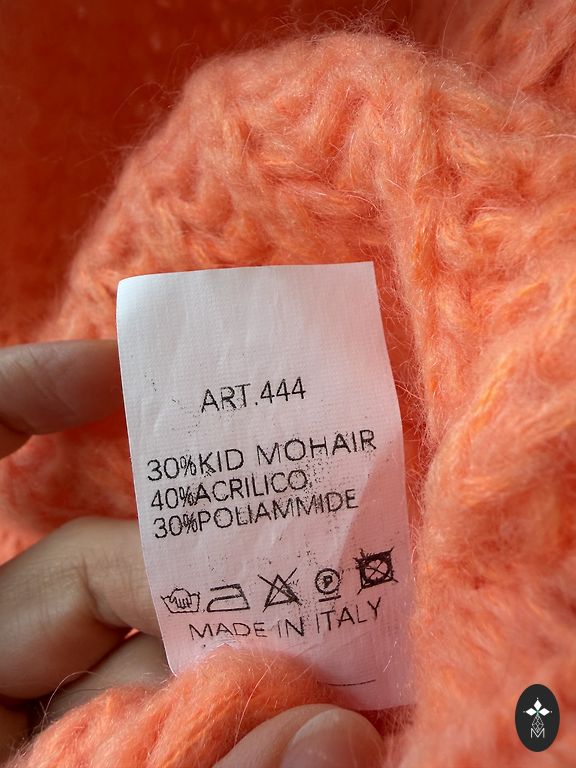 ART.444
30%KID MOHAIR
40%ACRILICO
30%POLIAMMIDE
P
MADE IN ITALY
M